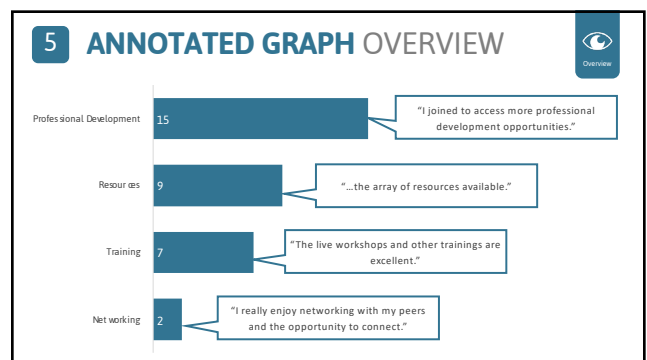 5 ANNOTATED GRAPH OVERVIEW
Overview
Professional Development
15
“I joined to access more professional
development opportunities.”
Resources
9
“…the array of resources available.”
Training
7
“The live workshops and other trainings are
excellent.”
Networking
2
“I really enjoy networking with my peers
and the opportunity to connect.”